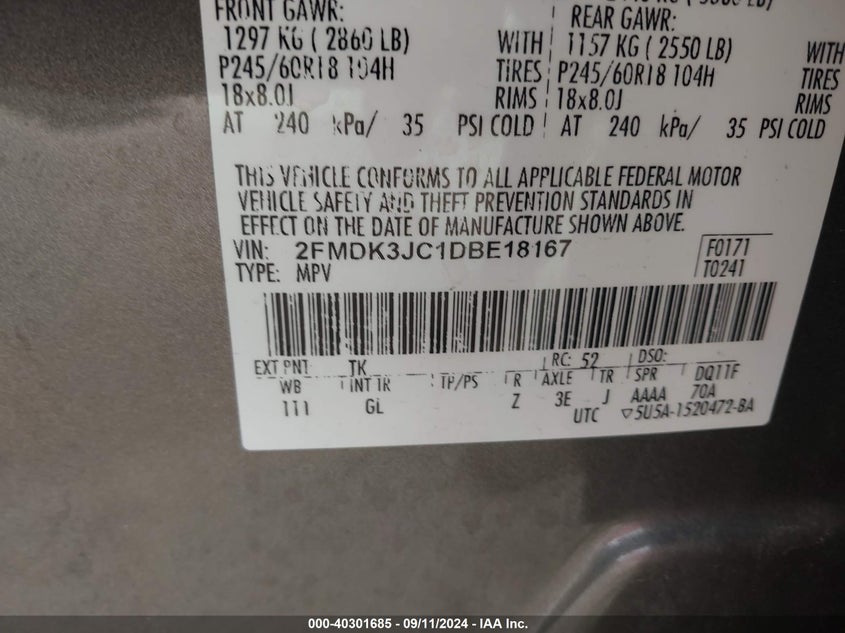 FRONT GAWR: REAR GAWR:
1297 KG ( 2860 LB) WITH 1157 KG ( 2550 LB) WITH
P245/60R18 104H TIRES P245/60R18 104H TIRES
18x8.0J RIMS 18x8.0J RIMS
AT 240 kPa/ 35 PSI COLD AT 240 kPa/ 35 PSI COLD
THIS VEHICLE CONFORMS TO ALL APPLICABLE FEDERAL MOTOR
VEHICLE SAFETY AND THEFT PREVENTION STANDARDS IN
EFFECT ON THE DATE OF MANUFACTURE SHOWN ABOVE.
VIN: 2FMDK3JC1DBE18167 F0171
TYPE: MPV T0241
EXT PNT TK RC: 52 DSO:
WB INT TR TP/PS R AXLE TR SPR DQ11F
111 GL Z 3E J AAAA 70A
UTC ▽5U5A-1520472-BA
000-40301685 - 09/11/2024 - IAA Inc.